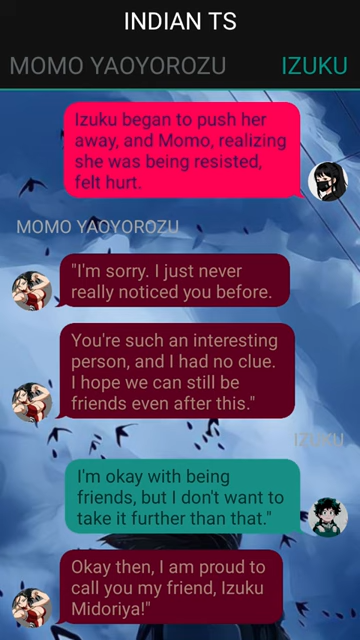 INDIAN TS
MOMO YAOYOROZU IZUKU
Izuku began to push her
away, and Momo, realizing
she was being resisted,
felt hurt.
MOMO YAOYOROZU
"I'm sorry. I just never
really noticed you before.
You're such an interesting
person, and I had no clue.
I hope we can still be
friends even after this."
IZUKU
I'm okay with being
friends, but I don't want to
take it further than that."
Okay then, I am proud to
call you my friend, Izuku
Midoriya!"